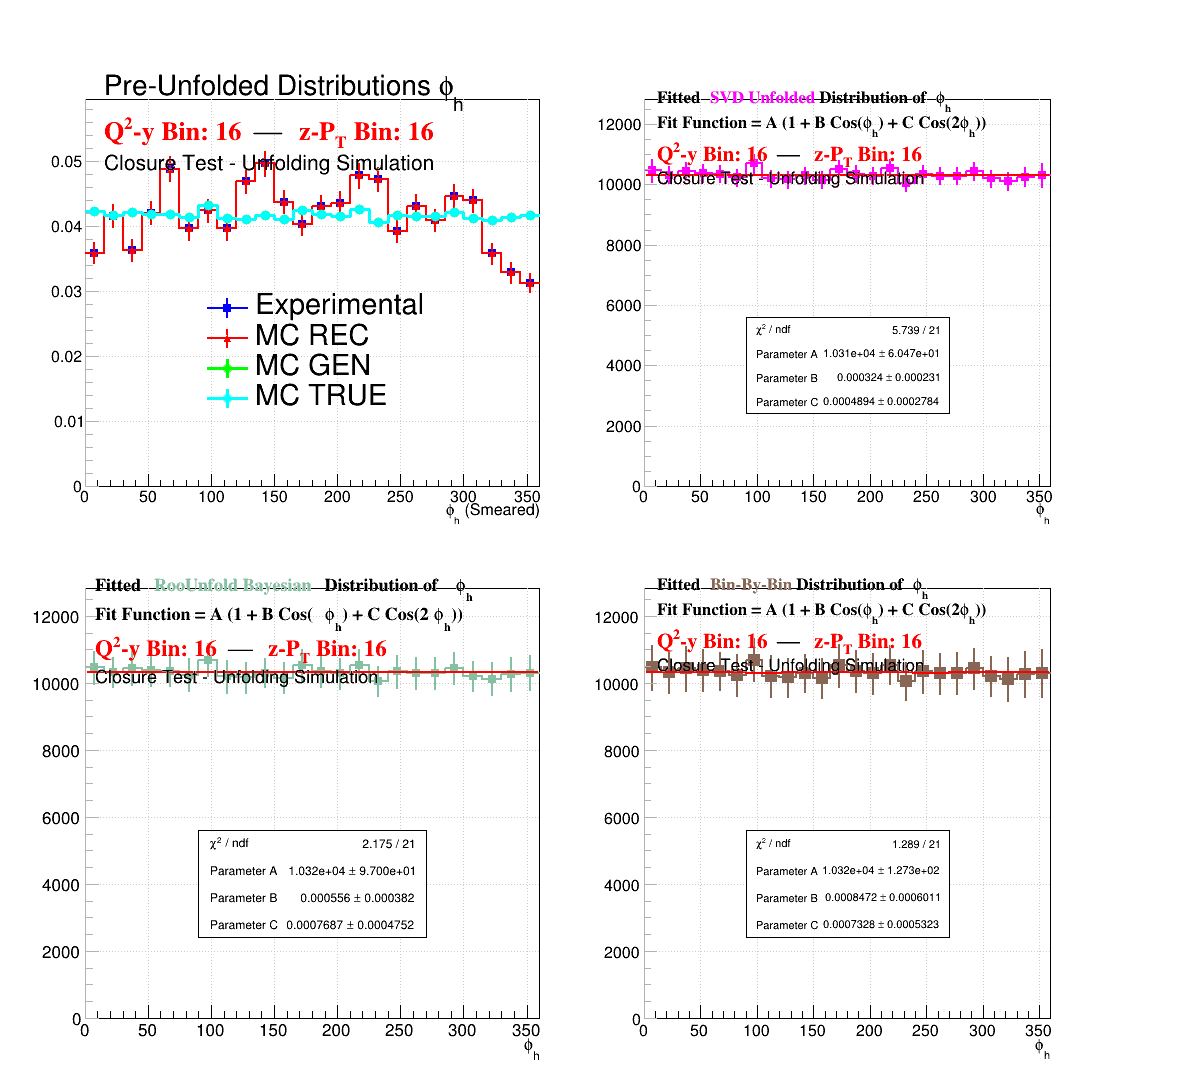 Pre-Unfolded Distributions ϕh
Q²-y Bin: 16 — z-PT Bin: 16
Closure Test - Unfolding Simulation
0.05
0.04
0.03
0.02
0.01
0
Experimental
MC REC
MC GEN
MC TRUE
0 50 100 150 200 250 300 350
ϕh (Smeared)
Fitted SVD Unfolded Distribution of ϕh
Fit Function = A (1 + B Cos(ϕh) + C Cos(2ϕh))
Q²-y Bin: 16 — z-PT Bin: 16
Closure Test - Unfolding Simulation
12000
10000
8000
6000
4000
2000
0
χ² / ndf 5.739 / 21
Parameter A 1.031e+04 ± 6.047e+01
Parameter B 0.000324 ± 0.000231
Parameter C 0.0004894 ± 0.0002784
0 50 100 150 200 250 300 350
ϕh
Fitted RooUnfold Bayesian Distribution of ϕh
Fit Function = A (1 + B Cos( ϕh) + C Cos(2 ϕh))
Q²-y Bin: 16 — z-PT Bin: 16
Closure Test - Unfolding Simulation
12000
10000
8000
6000
4000
2000
0
χ² / ndf 2.175 / 21
Parameter A 1.032e+04 ± 9.700e+01
Parameter B 0.000556 ± 0.000382
Parameter C 0.0007687 ± 0.0004752
0 50 100 150 200 250 300 350
ϕh
Fitted Bin-By-Bin Distribution of ϕh
Fit Function = A (1 + B Cos(ϕh) + C Cos(2ϕh))
Q²-y Bin: 16 — z-PT Bin: 16
Closure Test - Unfolding Simulation
12000
10000
8000
6000
4000
2000
0
χ² / ndf 1.289 / 21
Parameter A 1.032e+04 ± 1.273e+02
Parameter B 0.0008472 ± 0.0006011
Parameter C 0.0007328 ± 0.0005323
0 50 100 150 200 250 300 350
ϕh